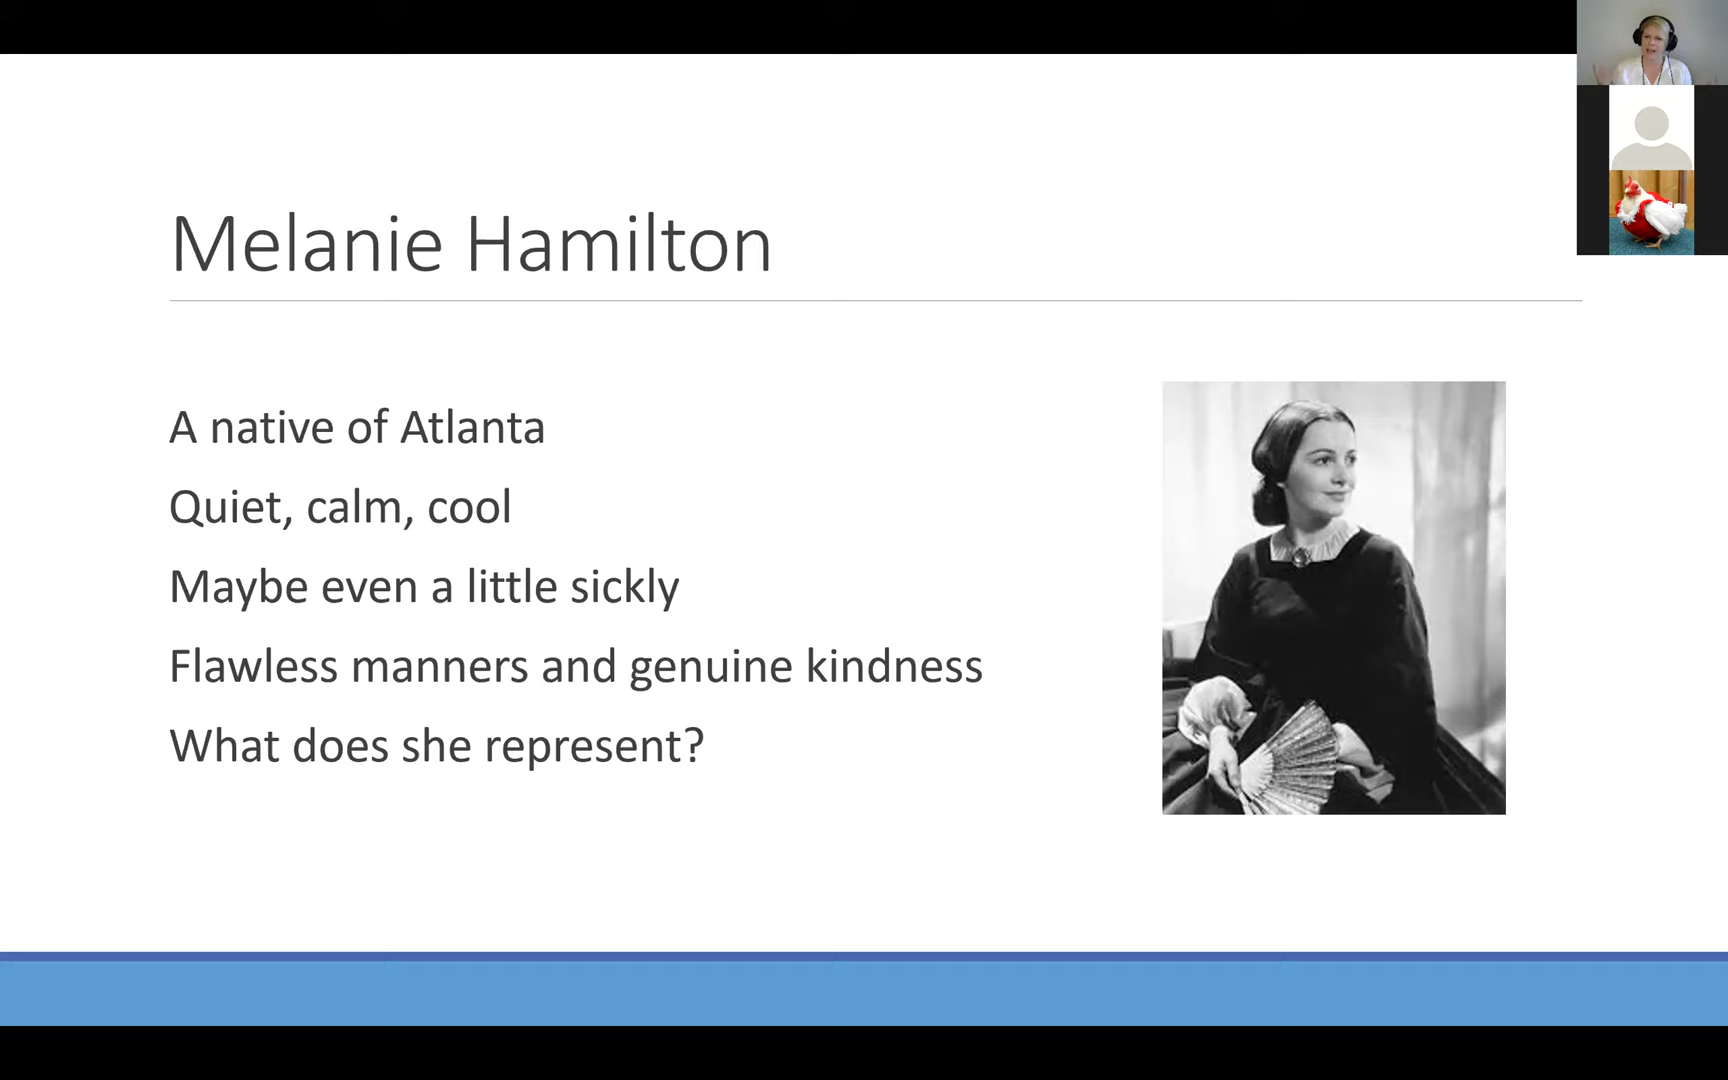 Melanie Hamilton
A native of Atlanta
Quiet, calm, cool
Maybe even a little sickly
Flawless manners and genuine kindness
What does she represent?